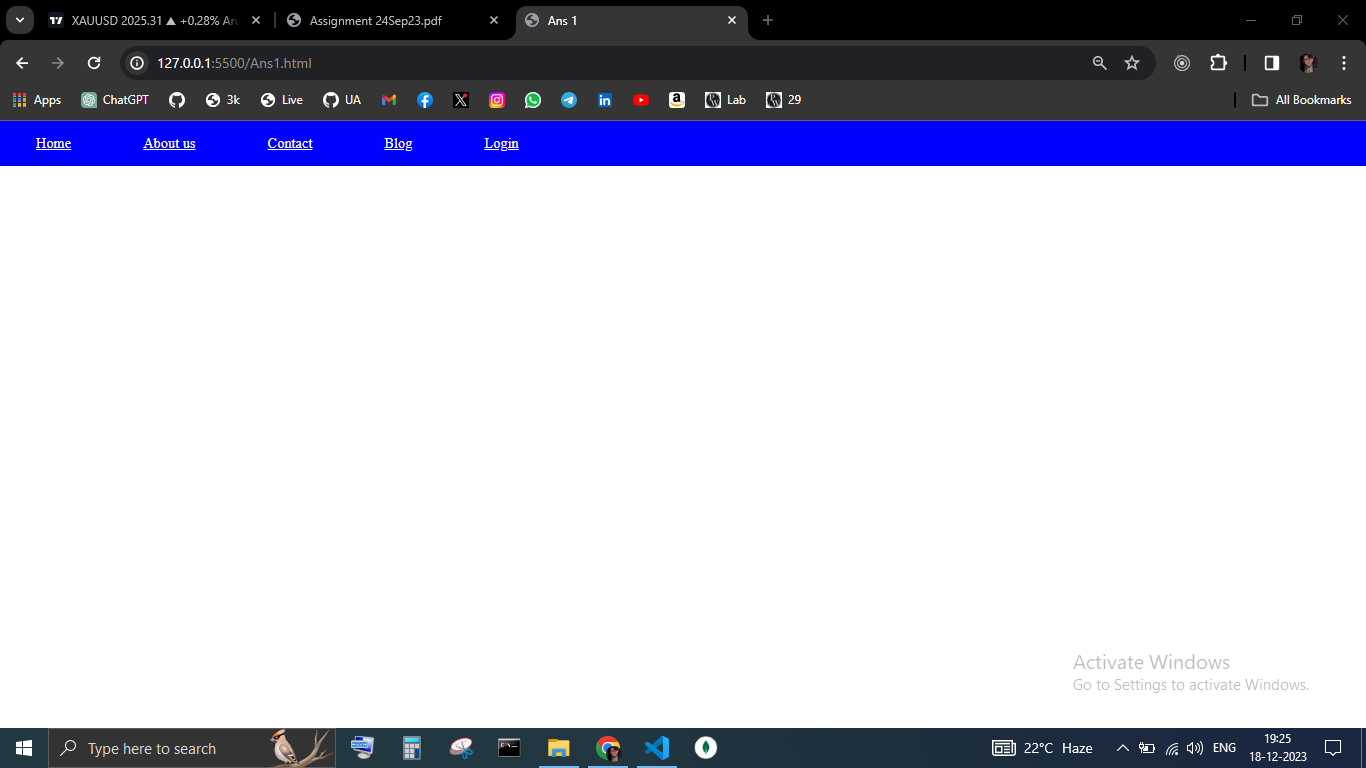 XAUUSD 2025.31 ▲ +0.28%
Assignment 24Sep23.pdf
Ans 1
127.0.0.1:5500/Ans1.html
Apps
ChatGPT
3k
Live
UA
Lab
29
All Bookmarks
Home
About us
Contact
Blog
Login
Activate Windows
Go to Settings to activate Windows.
Type here to search
22°C Haze
ENG
19:25
18-12-2023